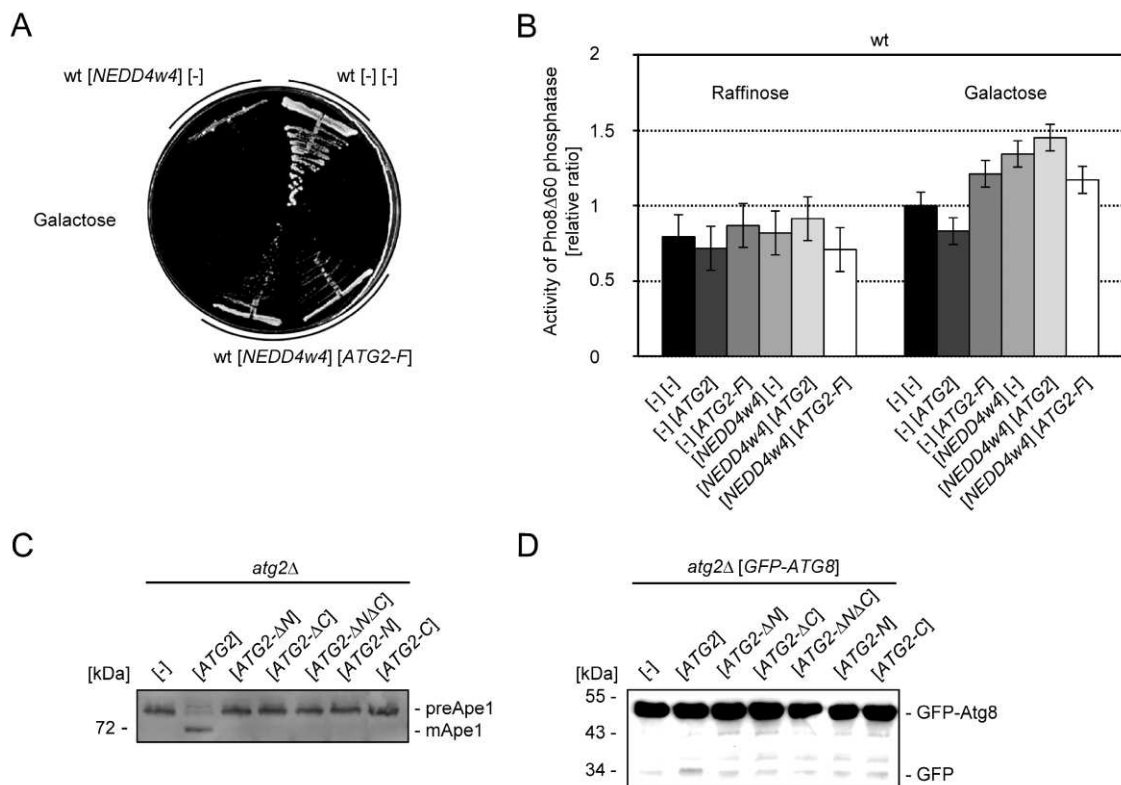 A
wt [NEDD4w4] [-]
wt [-] [-]
Galactose
wt [NEDD4w4] [ATG2-F]
B
wt
Raffinose
Galactose
Activity of Pho8Δ60 phosphatase
[relative ratio]
2
1.5
1
0.5
0
[-] [-]
[-] [ATG2]
[-] [ATG2-F]
[NEDD4w4] [-]
[NEDD4w4] [ATG2]
[NEDD4w4] [ATG2-F]
[-] [-]
[-] [ATG2]
[-] [ATG2-F]
[NEDD4w4] [-]
[NEDD4w4] [ATG2]
[NEDD4w4] [ATG2-F]
C
atg2Δ
[kDa]
[-]
[ATG2]
[ATG2-ΔN]
[ATG2-ΔC]
[ATG2-ΔNΔC]
[ATG2-N]
[ATG2-C]
72 -
- preApe1
- mApe1
D
atg2Δ [GFP-ATG8]
[kDa]
[-]
[ATG2]
[ATG2-ΔN]
[ATG2-ΔC]
[ATG2-ΔNΔC]
[ATG2-N]
[ATG2-C]
55 -
43 -
34 -
- GFP-Atg8
- GFP